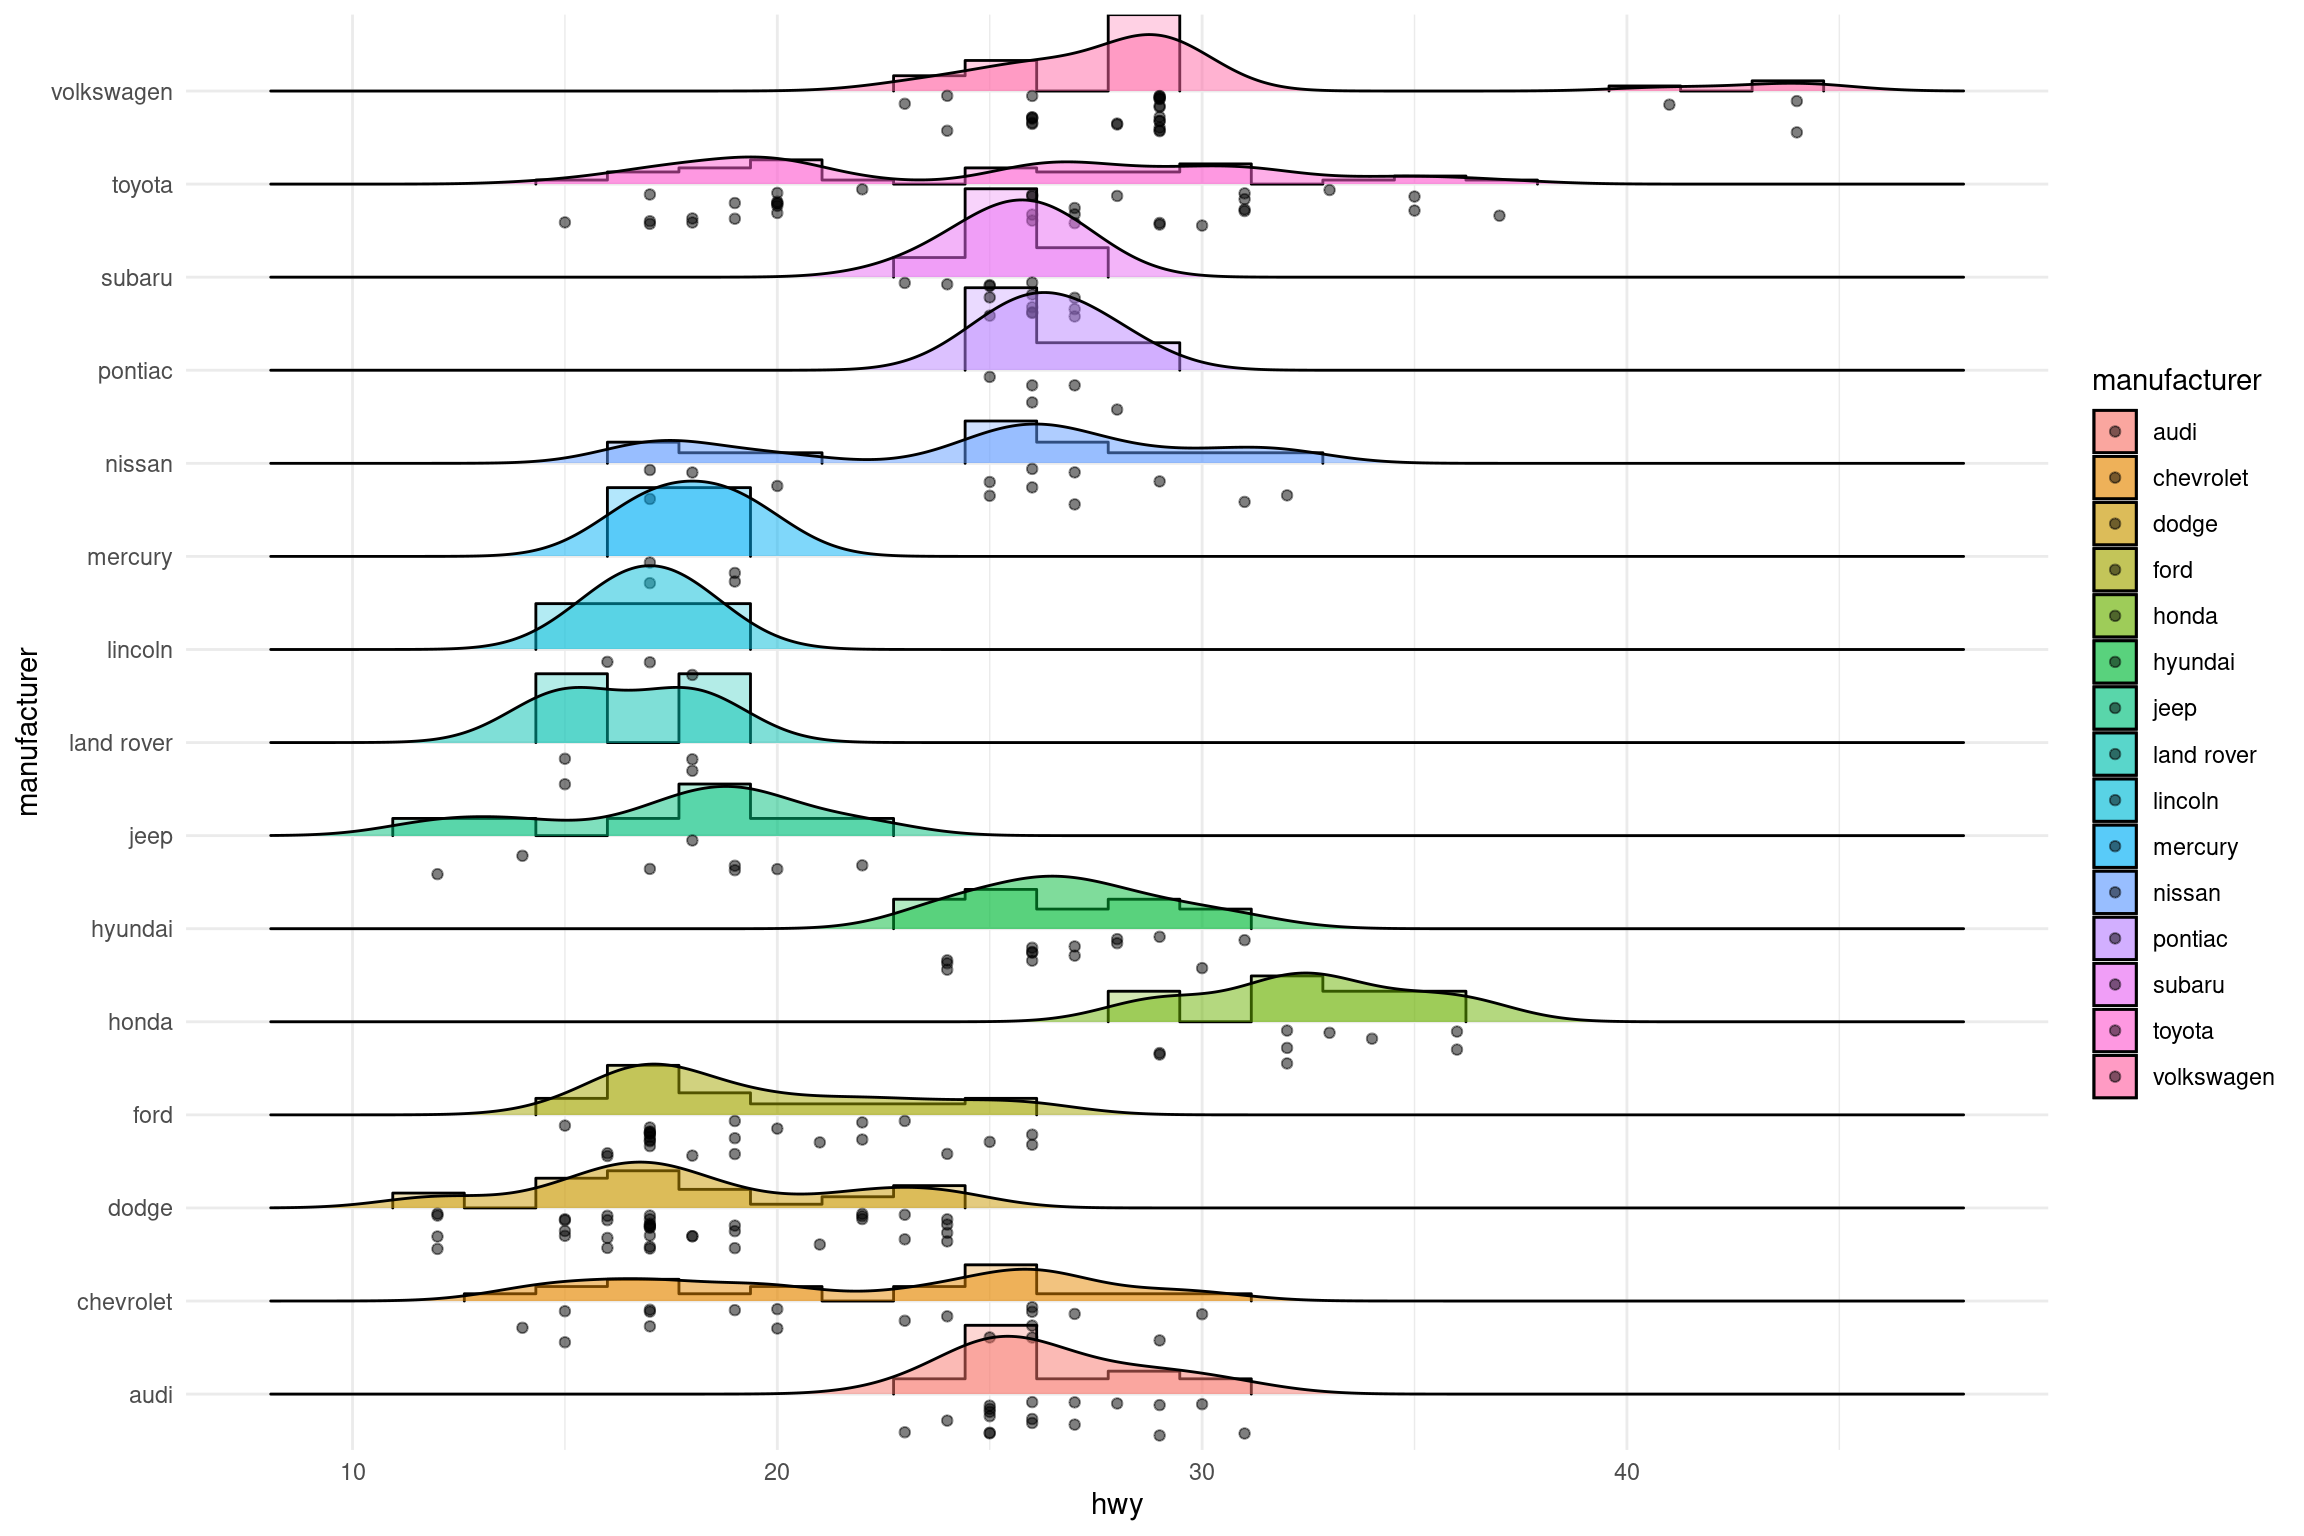 volkswagen
toyota
subaru
pontiac
nissan
mercury
lincoln
land rover
jeep
hyundai
honda
ford
dodge
chevrolet
audi
manufacturer
10 20 30 40
hwy
manufacturer
audi
chevrolet
dodge
ford
honda
hyundai
jeep
land rover
lincoln
mercury
nissan
pontiac
subaru
toyota
volkswagen